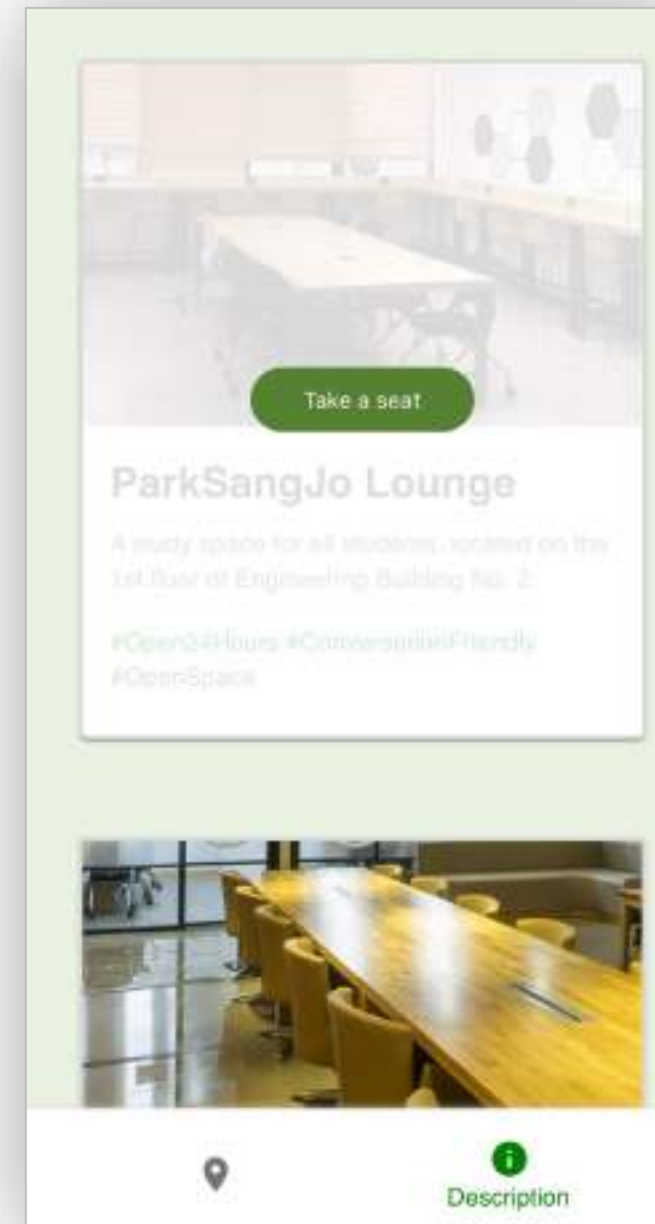 Take a seat
ParkSangJo Lounge
A study space for all students, located on the
1st floor of Engineering Building No. 2.
#Open24Hours #ConversationFriendly
#OpenSpace
Description